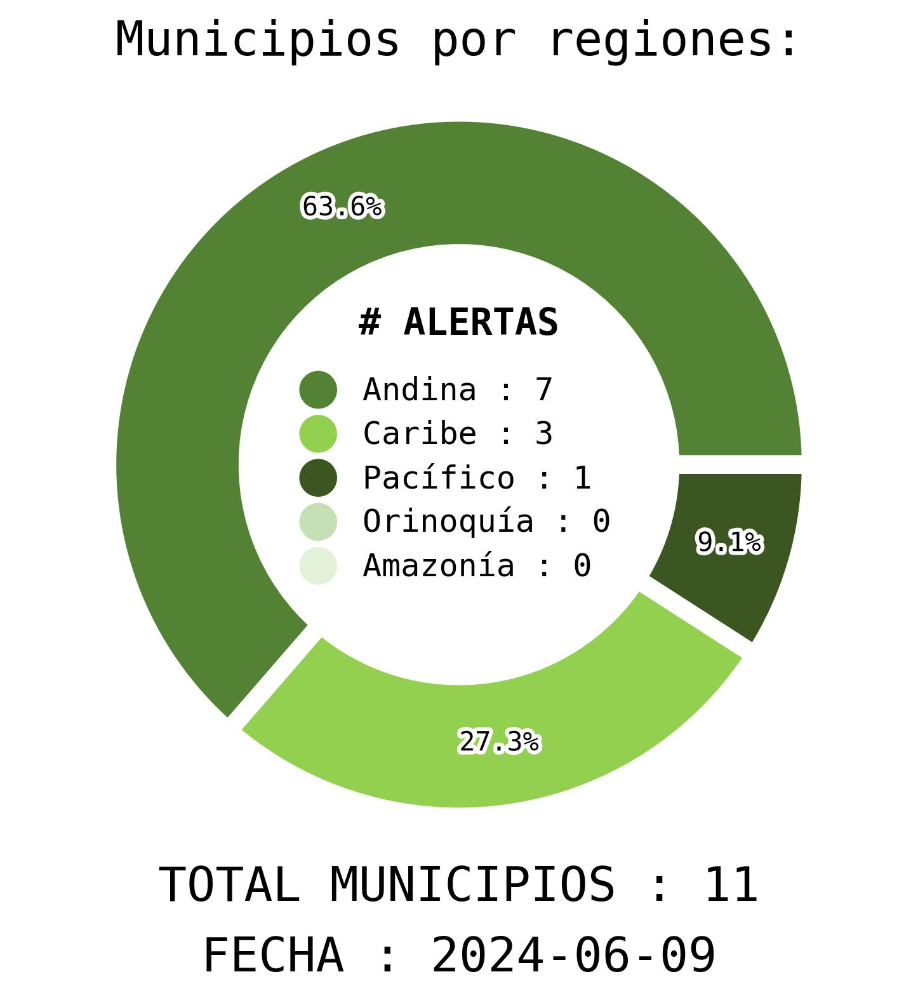 Municipios por regiones:
63.6%
# ALERTAS
Andina : 7
Caribe : 3
Pacífico : 1
Orinoquía : 0
Amazonía : 0
9.1%
27.3%
TOTAL MUNICIPIOS : 11
FECHA : 2024-06-09